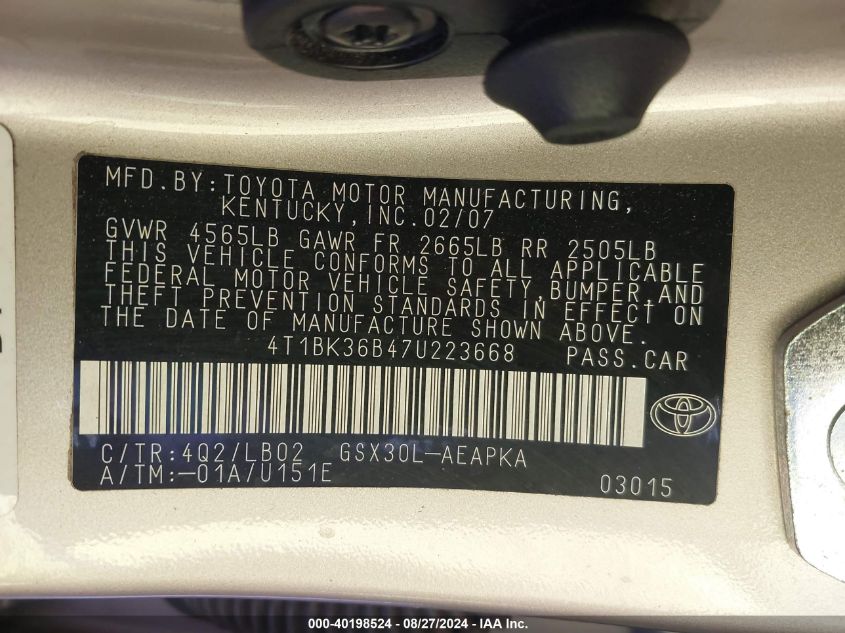 MFD.BY:TOYOTA MOTOR MANUFACTURING,
KENTUCKY,INC.02/07
GVWR 4565LB GAWR FR 2665LB RR 2505LB
THIS VEHICLE CONFORMS TO ALL APPLICABLE
FEDERAL MOTOR VEHICLE SAFETY,BUMPER,AND
THEFT PREVENTION STANDARDS IN EFFECT ON
THE DATE OF MANUFACTURE SHOWN ABOVE.
4T1BK36B47U223668 PASS.CAR
C/TR:4Q2/LB02 GSX30L-AEAPKA
A/TM:-01A/U151E 03015
000-40198524 - 08/27/2024 - IAA Inc.